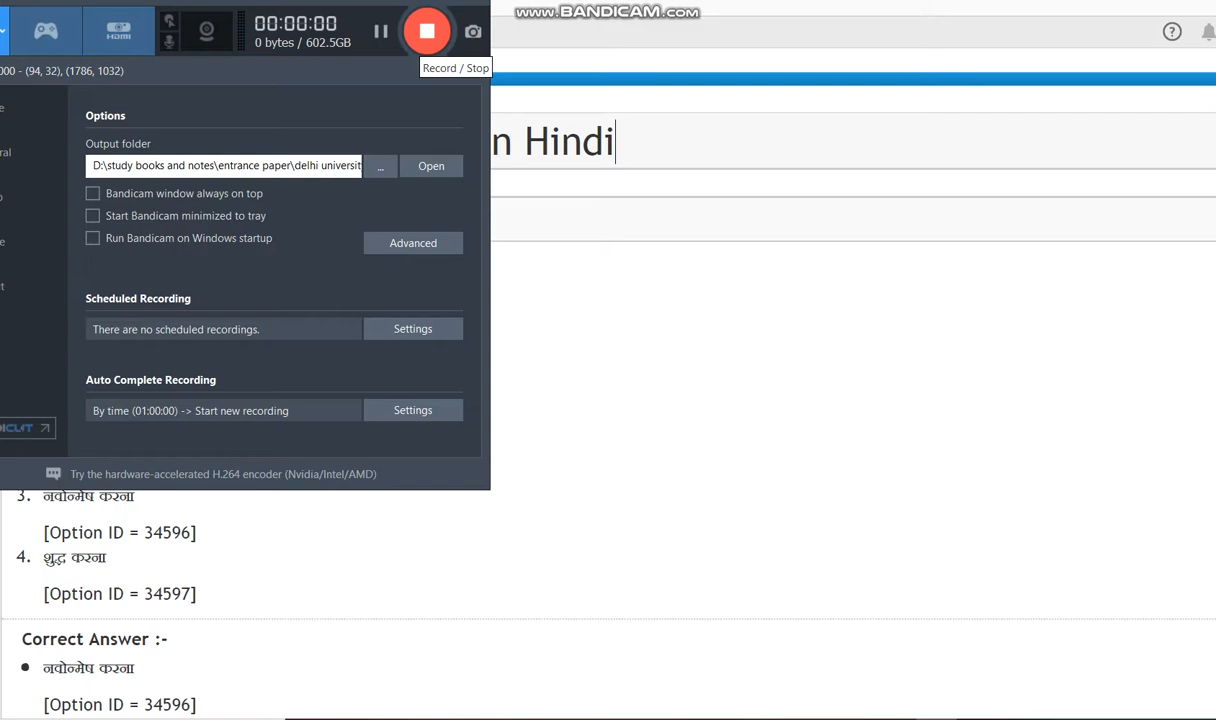 www.BANDICAM.com
HDMI
00:00:00
0 bytes / 602.5GB
Record / Stop
000 - (94, 32), (1786, 1032)
n Hindi
Options
Output folder
D:\study books and notes\entrance paper\delhi universit
...
Open
Bandicam window always on top
Start Bandicam minimized to tray
Run Bandicam on Windows startup
Advanced
Scheduled Recording
There are no scheduled recordings.
Settings
Auto Complete Recording
By time (01:00:00) -> Start new recording
Settings
Try the hardware-accelerated H.264 encoder (Nvidia/Intel/AMD)
3. नवोन्मेष करना
[Option ID = 34596]
4. शुद्ध करना
[Option ID = 34597]
Correct Answer :-
नवोन्मेष करना
[Option ID = 34596]